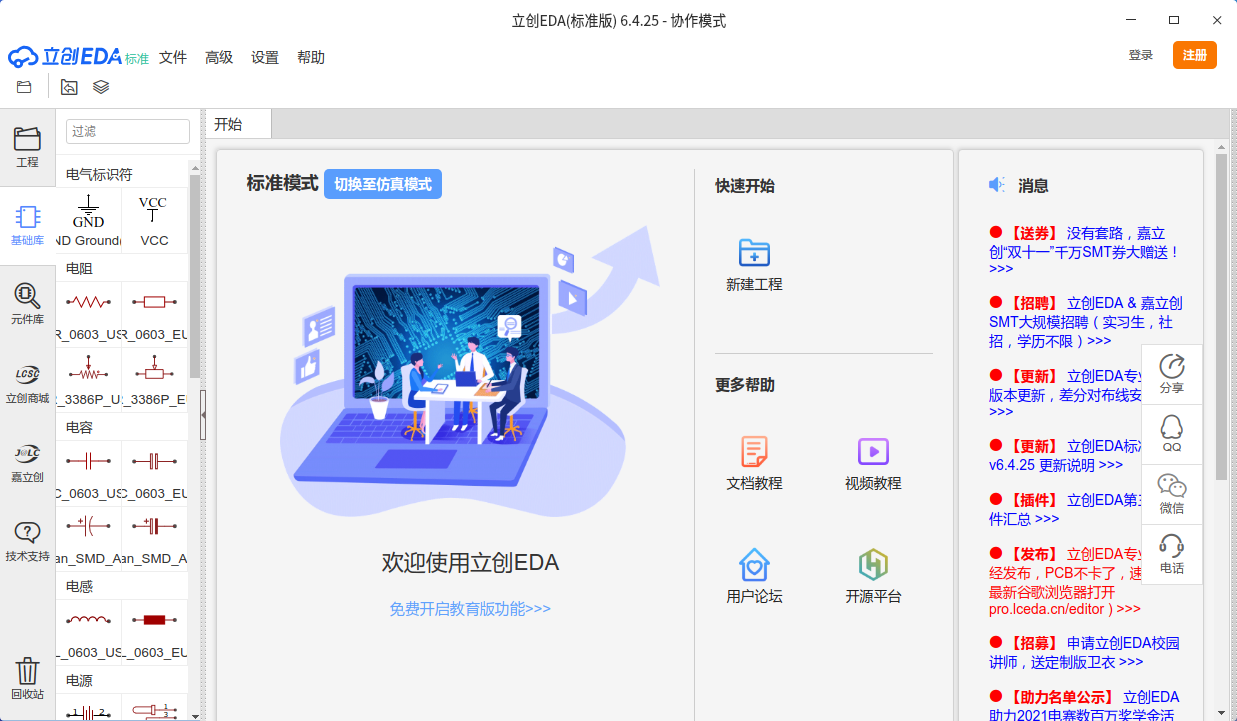 立创EDA(标准版) 6.4.25 - 协作模式
立创EDA 标准 文件 高级 设置 帮助
登录 注册
工程
基础库
元件库
LCSC
立创商城
J@LC
嘉立创
技术支持
回收站
过滤
电气标识符
GND VCC
ND Ground( VCC
电阻
R_0603_US R_0603_EU
R_3386P_U R_3386P_E
电容
C_0603_US C_0603_EU
an_SMD_A an_SMD_A
电感
L_0603_US L_0603_EU
电源
1 2 1 3
开始
标准模式 切换至仿真模式
欢迎使用立创EDA
免费开启教育版功能>>>
快速开始
新建工程
更多帮助
文档教程 视频教程
用户论坛 开源平台
消息
【送券】 没有套路，嘉立
创“双十一”千万SMT券大赠送！
>>>
【招聘】 立创EDA & 嘉立创
SMT大规模招聘（实习生，社
招，学历不限）>>>
【更新】 立创EDA专业
版本更新，差分对布线安
>>>
【更新】 立创EDA标准
v6.4.25 更新说明 >>>
【插件】 立创EDA第三
件汇总 >>>
【发布】 立创EDA专业
经发布，PCB不卡了，速
最新谷歌浏览器打开
pro.lceda.cn/editor ) >>>
【招募】 申请立创EDA校园
讲师，送定制版卫衣 >>>
【助力名单公示】 立创EDA
助力2021电赛数百万奖学金活
分享
QQ
微信
电话